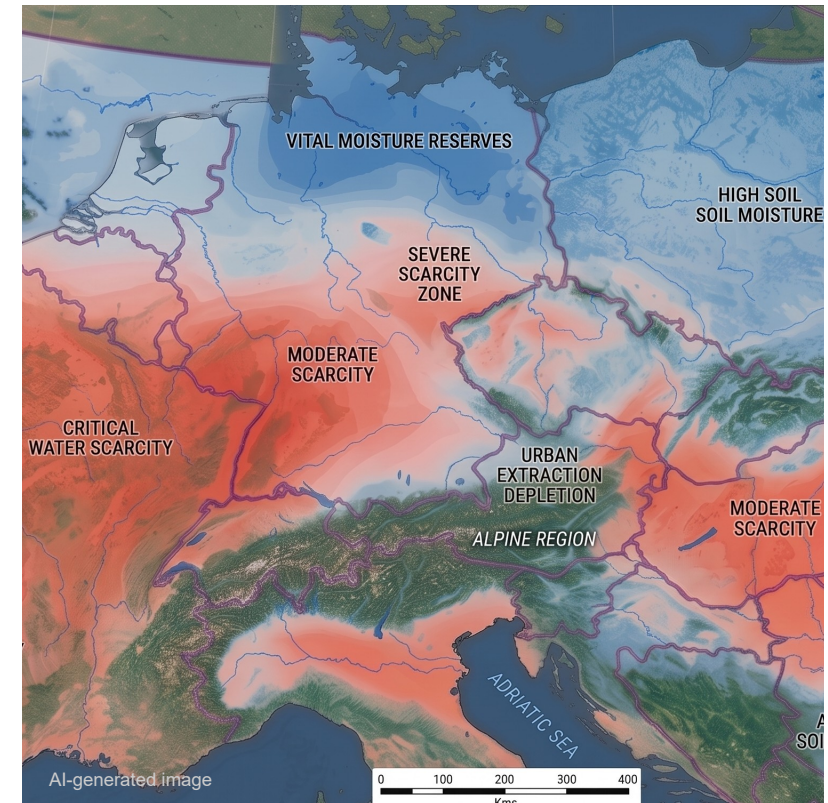 VITAL MOISTURE RESERVES
HIGH SOIL
SOIL MOISTURE
SEVERE
SCARCITY
ZONE
MODERATE
SCARCITY
CRITICAL
WATER SCARCITY
URBAN
EXTRACTION
DEPLETION
MODERATE
SCARCITY
ALPINE REGION
ADRIATIC SEA
A
SOI
AI-generated image
0 100 200 300 400
Kms